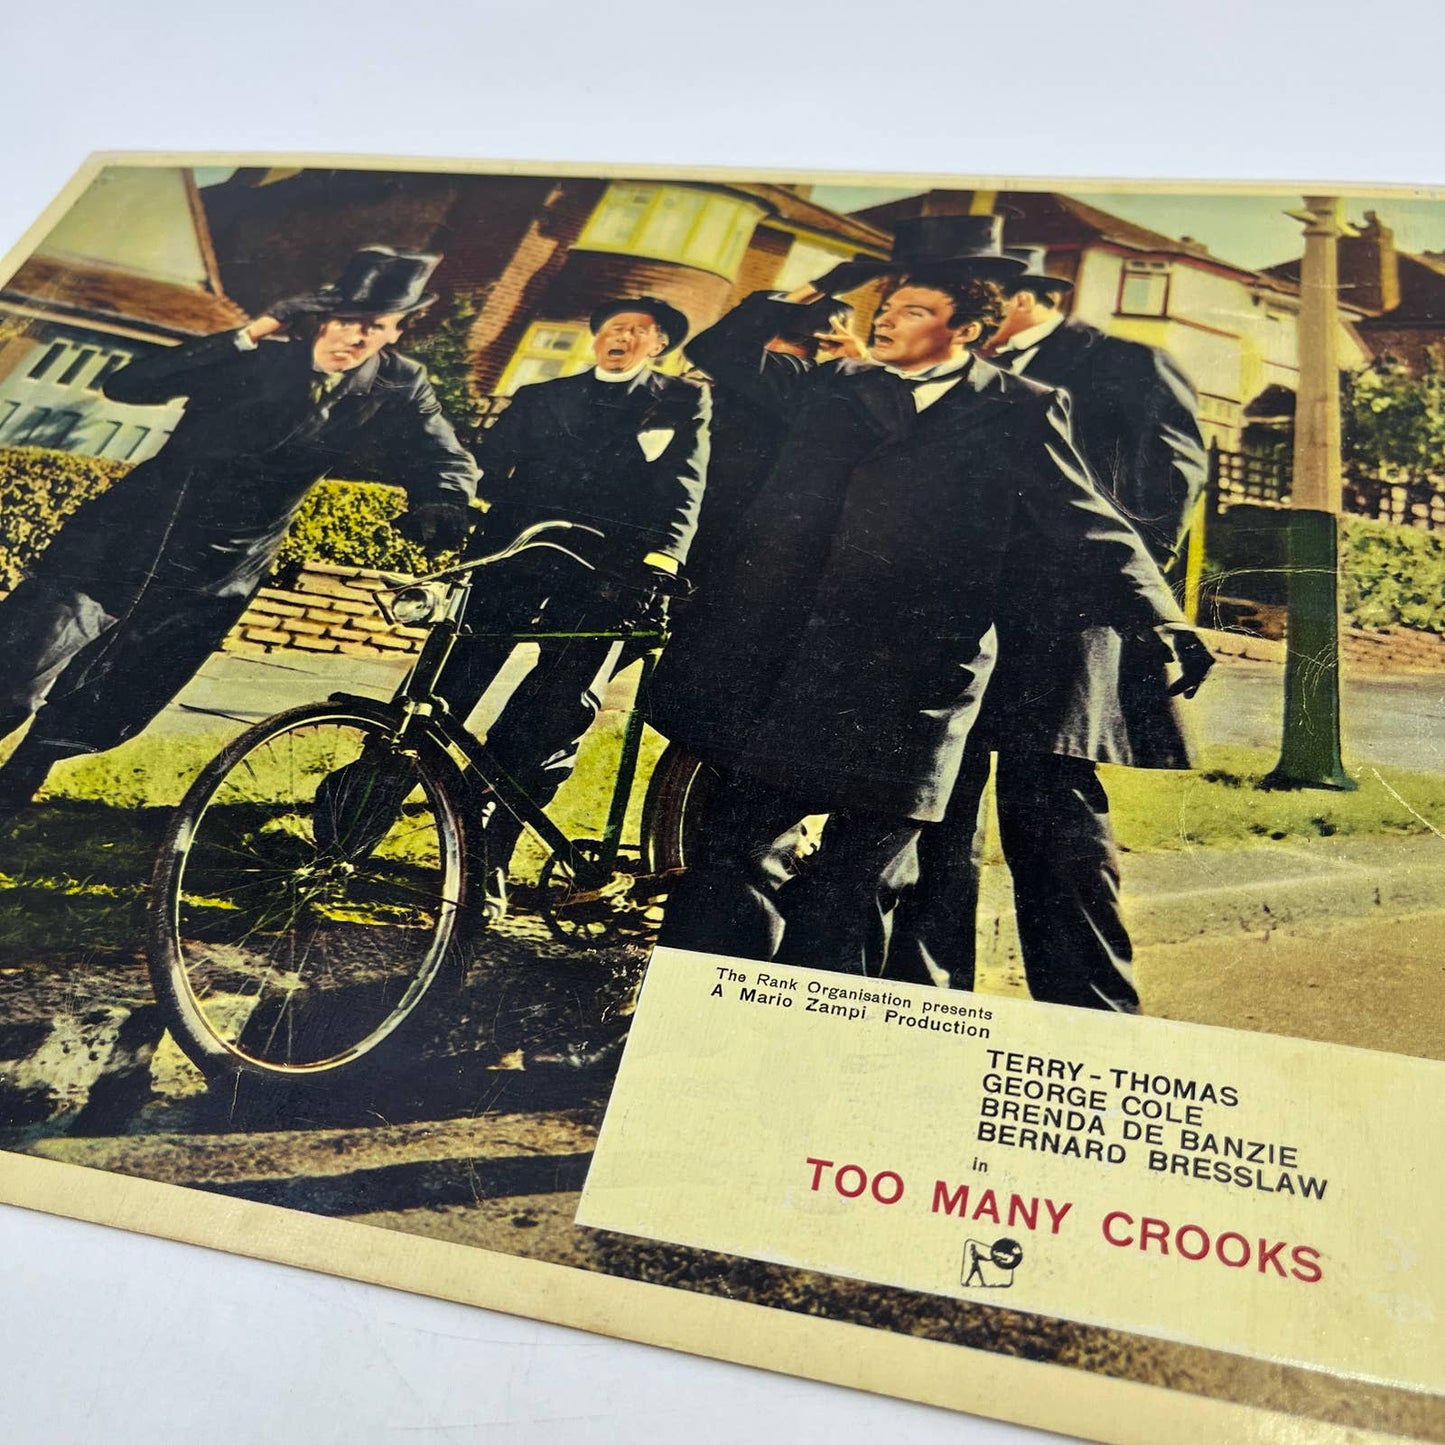 The Rank Organisation presents
A Mario Zampi Production
TERRY-THOMAS
GEORGE COLE
BRENDA DE BANZIE
BERNARD BRESSLAW
in
TOO MANY CROOKS